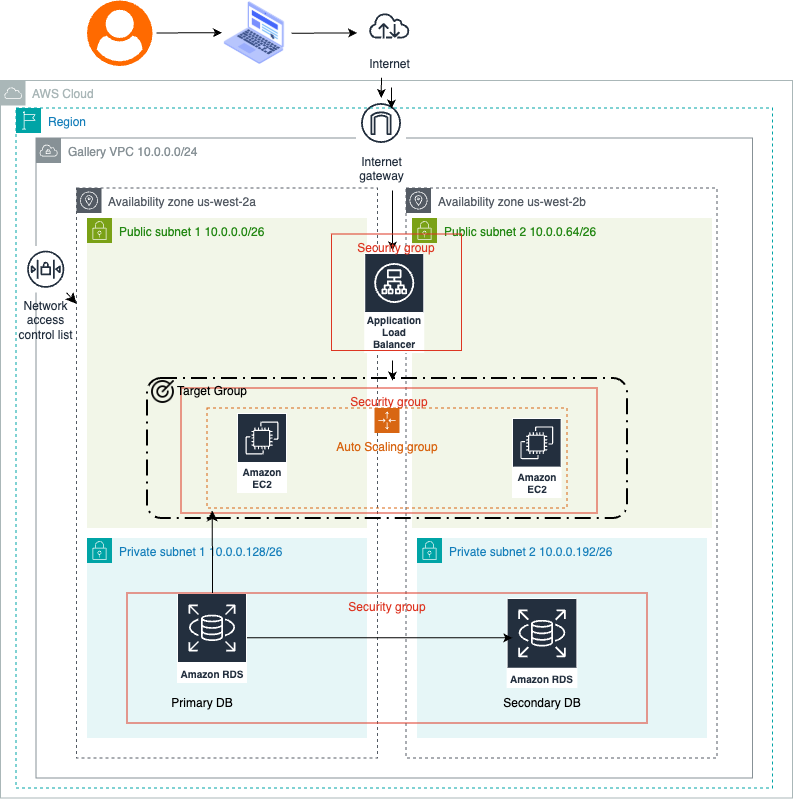 Internet
AWS Cloud
Region
Internet
gateway
Gallery VPC 10.0.0.0/24
Availability zone us-west-2a
Availability zone us-west-2b
Public subnet 1 10.0.0.0/26
Public subnet 2 10.0.0.64/26
Security group
Network
access
control list
Application
Load
Balancer
Target Group
Security group
Auto Scaling group
Amazon
EC2
Amazon
EC2
Private subnet 1 10.0.0.128/26
Private subnet 2 10.0.0.192/26
Security group
Amazon RDS
Amazon RDS
Primary DB
Secondary DB